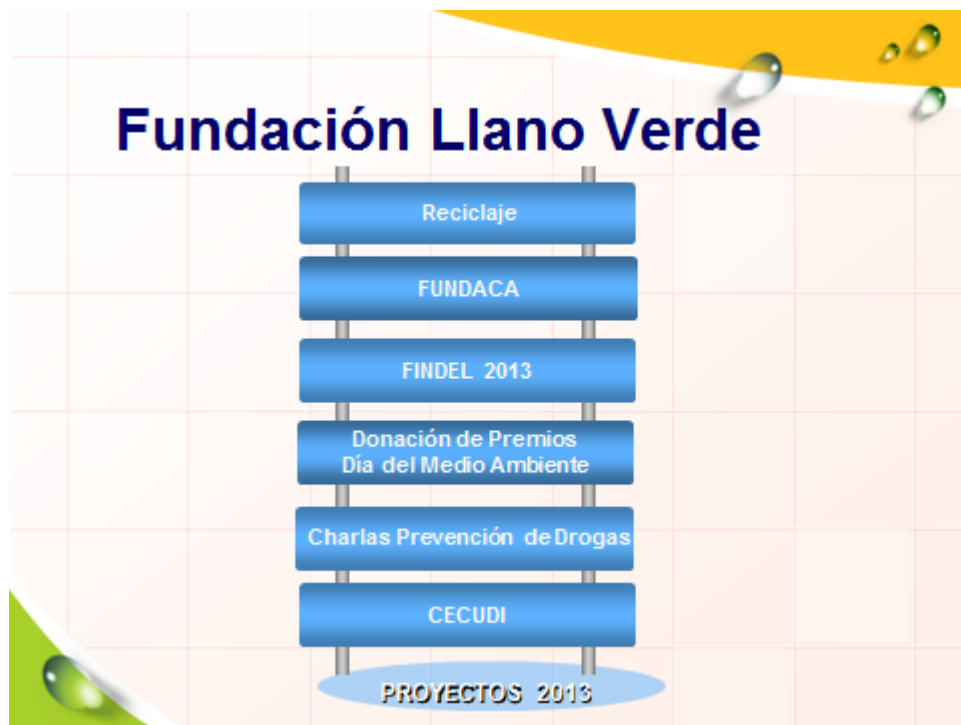 Fundación Llano Verde
Reciclaje
FUNDACA
FINDEL 2013
Donación de Premios
Día del Medio Ambiente
Charlas Prevención de Drogas
CECUDI
PROYECTOS 2013